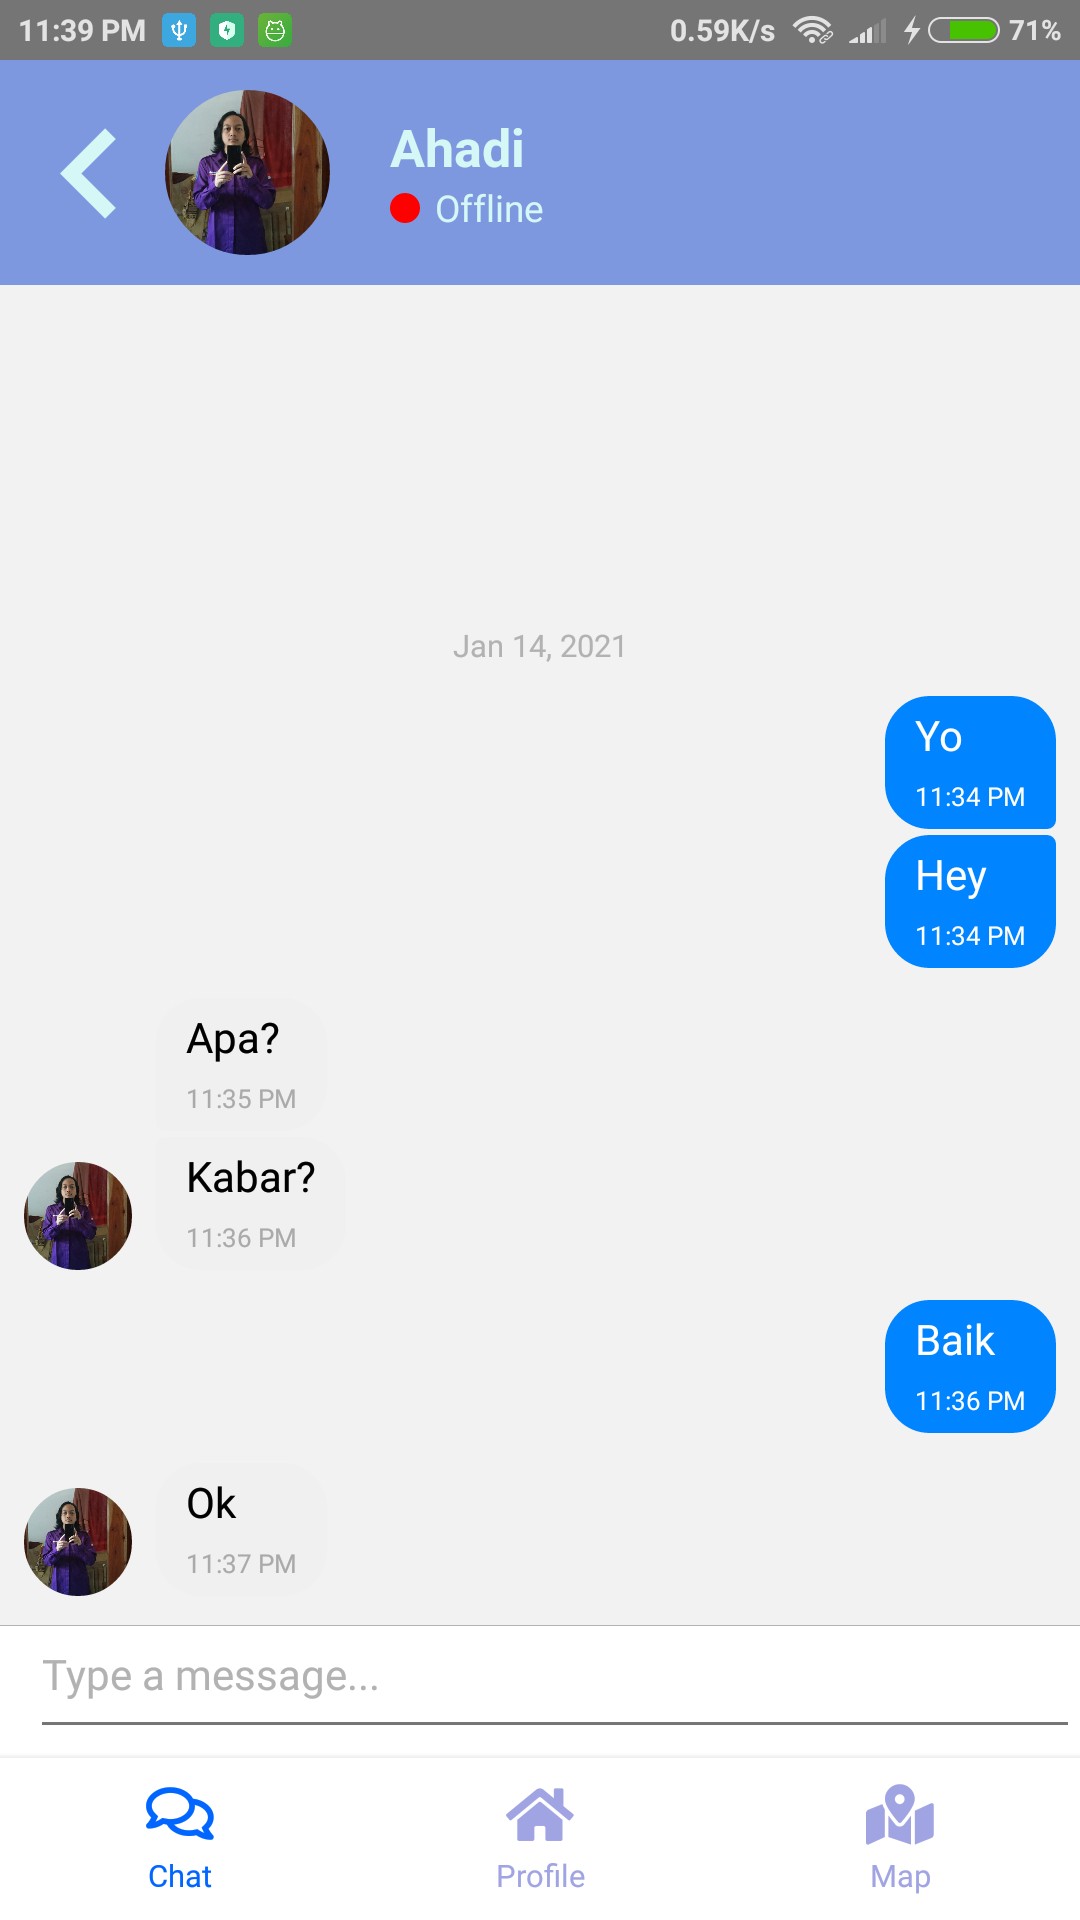 11:39 PM 0.59K/s 71%
Ahadi
Offline
Jan 14, 2021
Yo
11:34 PM
Hey
11:34 PM
Apa?
11:35 PM
Kabar?
11:36 PM
Baik
11:36 PM
Ok
11:37 PM
Type a message...
Chat Profile Map